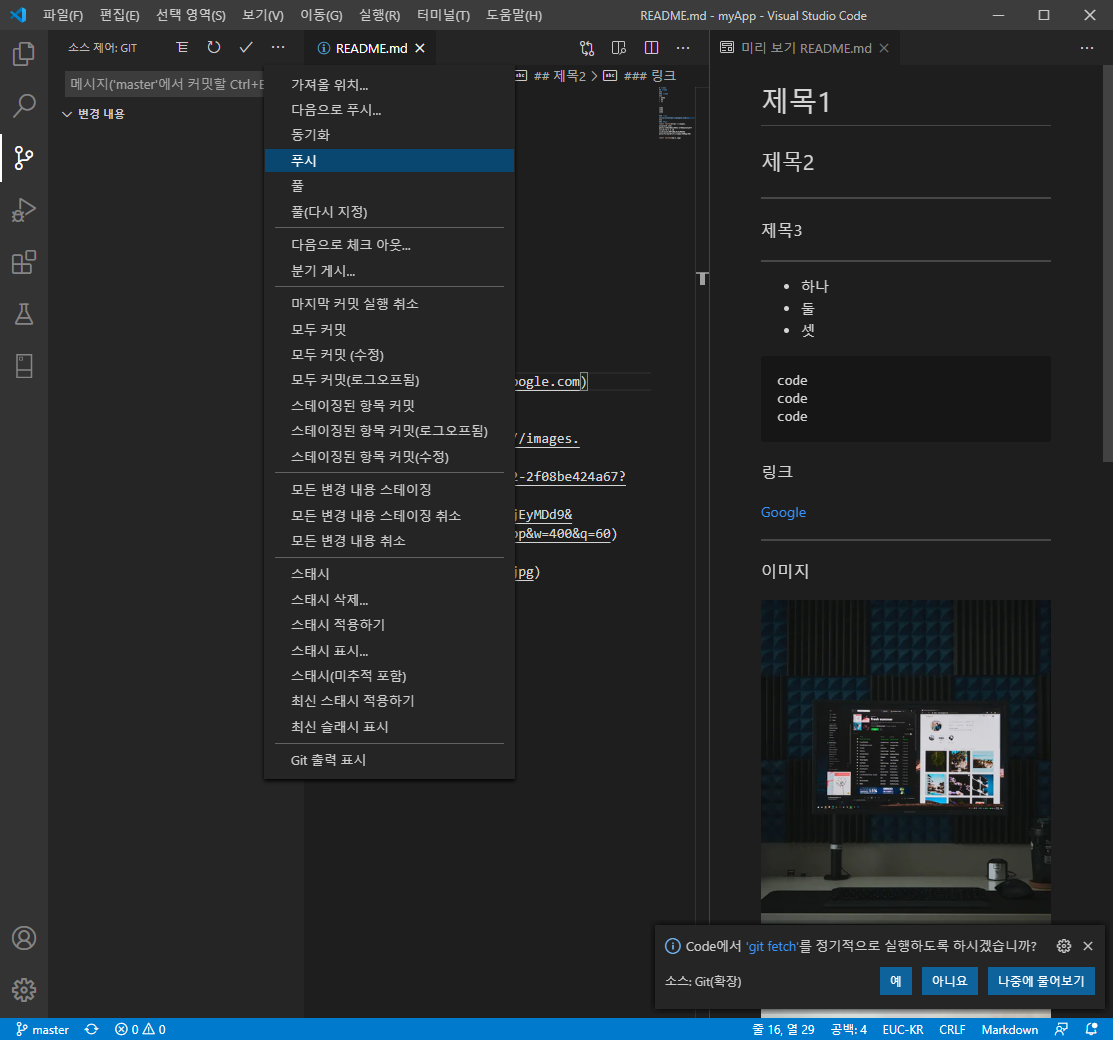 파일(F) 편집(E) 선택 영역(S) 보기(V) 이동(G) 실행(R) 터미널(T) 도움말(H) README.md - myApp - Visual Studio Code
소스 제어: GIT
README.md
미리 보기 README.md
메시지('master'에서 커밋할 Ctrl+E
## 제목2 > ### 링크
변경 내용
가져올 위치...
다음으로 푸시...
동기화
푸시
풀
풀(다시 지정)
다음으로 체크 아웃...
분기 게시...
마지막 커밋 실행 취소
모두 커밋
모두 커밋 (수정)
모두 커밋(로그오프됨)
스테이징된 항목 커밋
스테이징된 항목 커밋(로그오프됨)
스테이징된 항목 커밋(수정)
모든 변경 내용 스테이징
모든 변경 내용 스테이징 취소
모든 변경 내용 취소
스태시
스태시 삭제...
스태시 적용하기
스태시 표시...
스태시(미추적 포함)
최신 스태시 적용하기
최신 슬래시 표시
Git 출력 표시
ogle.com)
//images.
-2f08be424a67?
EyMDd9&
p&w=400&q=60)
jpg)
제목1
제목2
제목3
하나
둘
셋
code
code
code
링크
Google
이미지
Code에서 'git fetch'를 정기적으로 실행하도록 하시겠습니까?
소스: Git(확장)
예 아니요 나중에 물어보기
master 0 0 줄 16, 열 29 공백: 4 EUC-KR CRLF Markdown